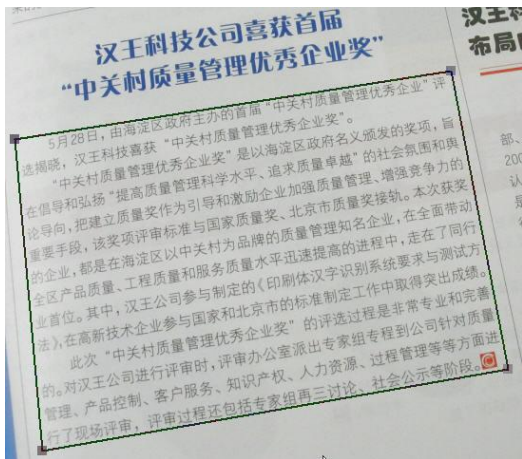 汉王科技公司喜获首届
“中关村质量管理优秀企业奖”
5月28日，由海淀区政府主办的首届“中关村质量管理优秀企业”评
选揭晓，汉王科技喜获“中关村质量管理优秀企业奖”。
“中关村质量管理优秀企业奖”是以海淀区政府名义颁发的奖项，旨
在倡导和弘扬“提高质量管理科学水平、追求质量卓越”的社会氛围和舆
论导向，把建立质量奖作为引导和激励企业加强质量管理、增强竞争力的
重要手段，该奖项评审标准与国家质量奖、北京市质量奖接轨。本次获奖
的企业，都是在海淀区以中关村为品牌的质量管理知名企业，在全面带动
全区产品质量、工程质量和服务质量水平迅速提高的进程中，走在了同行
业首位。其中，汉王公司参与制定的《印刷体汉字识别系统要求与测试方
法》，在高新技术企业参与国家和北京市的标准制定工作中取得突出成绩。
此次“中关村质量管理优秀企业奖”的评选过程是非常专业和完善
的。对汉王公司进行评审时，评审办公室派出专家组专程到公司针对质量
管理、产品控制、客户服务、知识产权、人力资源、过程管理等等方面进
行了现场评审，评审过程还包括专家组再三讨论、社会公示等阶段。
汉王科
布局
部、
200
认
是